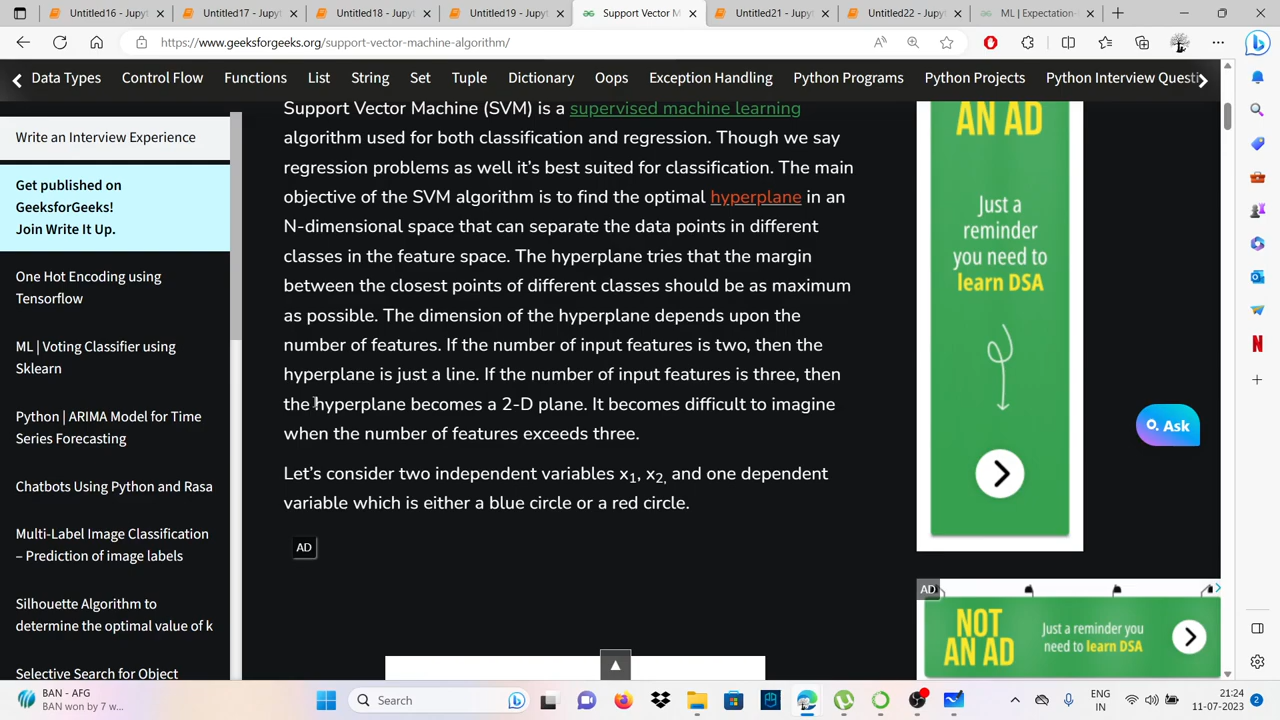 Untitled16 - Jupyt
Untitled17 - Jupyt
Untitled18 - Jupyt
Untitled19 - Jupyt
Support Vector M
Untitled21 - Jupyt
Untitled22 - Jupyt
ML | Expectation-
https://www.geeksforgeeks.org/support-vector-machine-algorithm/
Data Types Control Flow Functions List String Set Tuple Dictionary Oops Exception Handling Python Programs Python Projects Python Interview Questi
Write an Interview Experience
Get published on
GeeksforGeeks!
Join Write It Up.
One Hot Encoding using
Tensorflow
ML | Voting Classifier using
Sklearn
Python | ARIMA Model for Time
Series Forecasting
Chatbots Using Python and Rasa
Multi-Label Image Classification
– Prediction of image labels
Silhouette Algorithm to
determine the optimal value of k
Selective Search for Object
Support Vector Machine (SVM) is a supervised machine learning
algorithm used for both classification and regression. Though we say
regression problems as well it’s best suited for classification. The main
objective of the SVM algorithm is to find the optimal hyperplane in an
N-dimensional space that can separate the data points in different
classes in the feature space. The hyperplane tries that the margin
between the closest points of different classes should be as maximum
as possible. The dimension of the hyperplane depends upon the
number of features. If the number of input features is two, then the
hyperplane is just a line. If the number of input features is three, then
the hyperplane becomes a 2-D plane. It becomes difficult to imagine
when the number of features exceeds three.
Let’s consider two independent variables x1, x2, and one dependent
variable which is either a blue circle or a red circle.
AD
AN AD
Just a
reminder
you need to
learn DSA
Ask
AD
NOT
AN AD
Just a reminder you
need to learn DSA
BAN - AFG
BAN won by 7 w...
Search
ENG
IN
21:24
11-07-2023
2